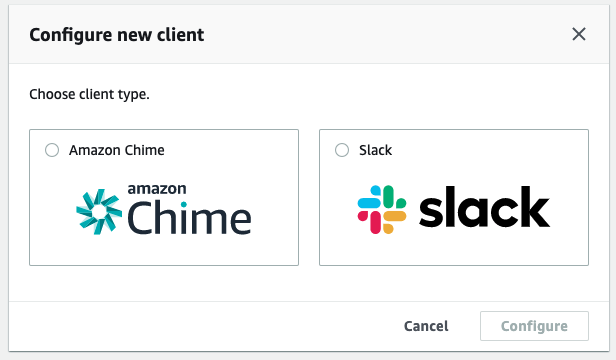 Configure new client
Choose client type.
Amazon Chime
amazon
Chime
Slack
slack
Cancel
Configure